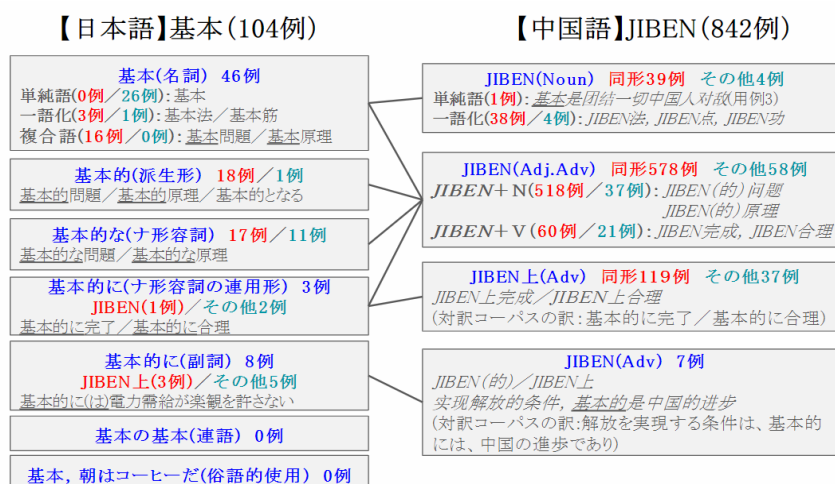 【日本語】基本(104例)
基本(名詞) 46例
単純語(0例/26例): 基本
一語化(3例/1例): 基本法/基本筋
複合語(16例/0例): 基本問題/基本原理
基本的(派生形) 18例/1例
基本的問題/基本的原理/基本的となる
基本的な(ナ形容詞) 17例/11例
基本的な問題/基本的な原理
基本的に(ナ形容詞の連用形) 3例
JIBEN(1例)/その他2例
基本的に完了/基本的に合理
基本的に(副詞) 8例
JIBEN上(3例)/その他5例
基本的に(は)電力需給が楽観を許さない
基本の基本(連語) 0例
基本, 朝はコーヒーだ(俗語的使用) 0例
【中国語】JIBEN(842例)
JIBEN(Noun) 同形39例 その他4例
単純語(1例): 基本是团结一切中国人对敌(用例3)
一語化(38例/4例): JIBEN法, JIBEN点, JIBEN功
JIBEN(Adj.Adv) 同形578例 その他58例
JIBEN+N(518例/37例): JIBEN(的)问题
JIBEN(的)原理
JIBEN+V(60例/21例): JIBEN完成, JIBEN合理
JIBEN上(Adv) 同形119例 その他37例
JIBEN上完成/JIBEN上合理
(対訳コーパスの訳: 基本的に完了/基本的に合理)
JIBEN(Adv) 7例
JIBEN(的)/JIBEN上
实现解放的条件, 基本的是中国的进步
(対訳コーパスの訳:解放を実現する条件は、基本的
には、中国の進歩であり)